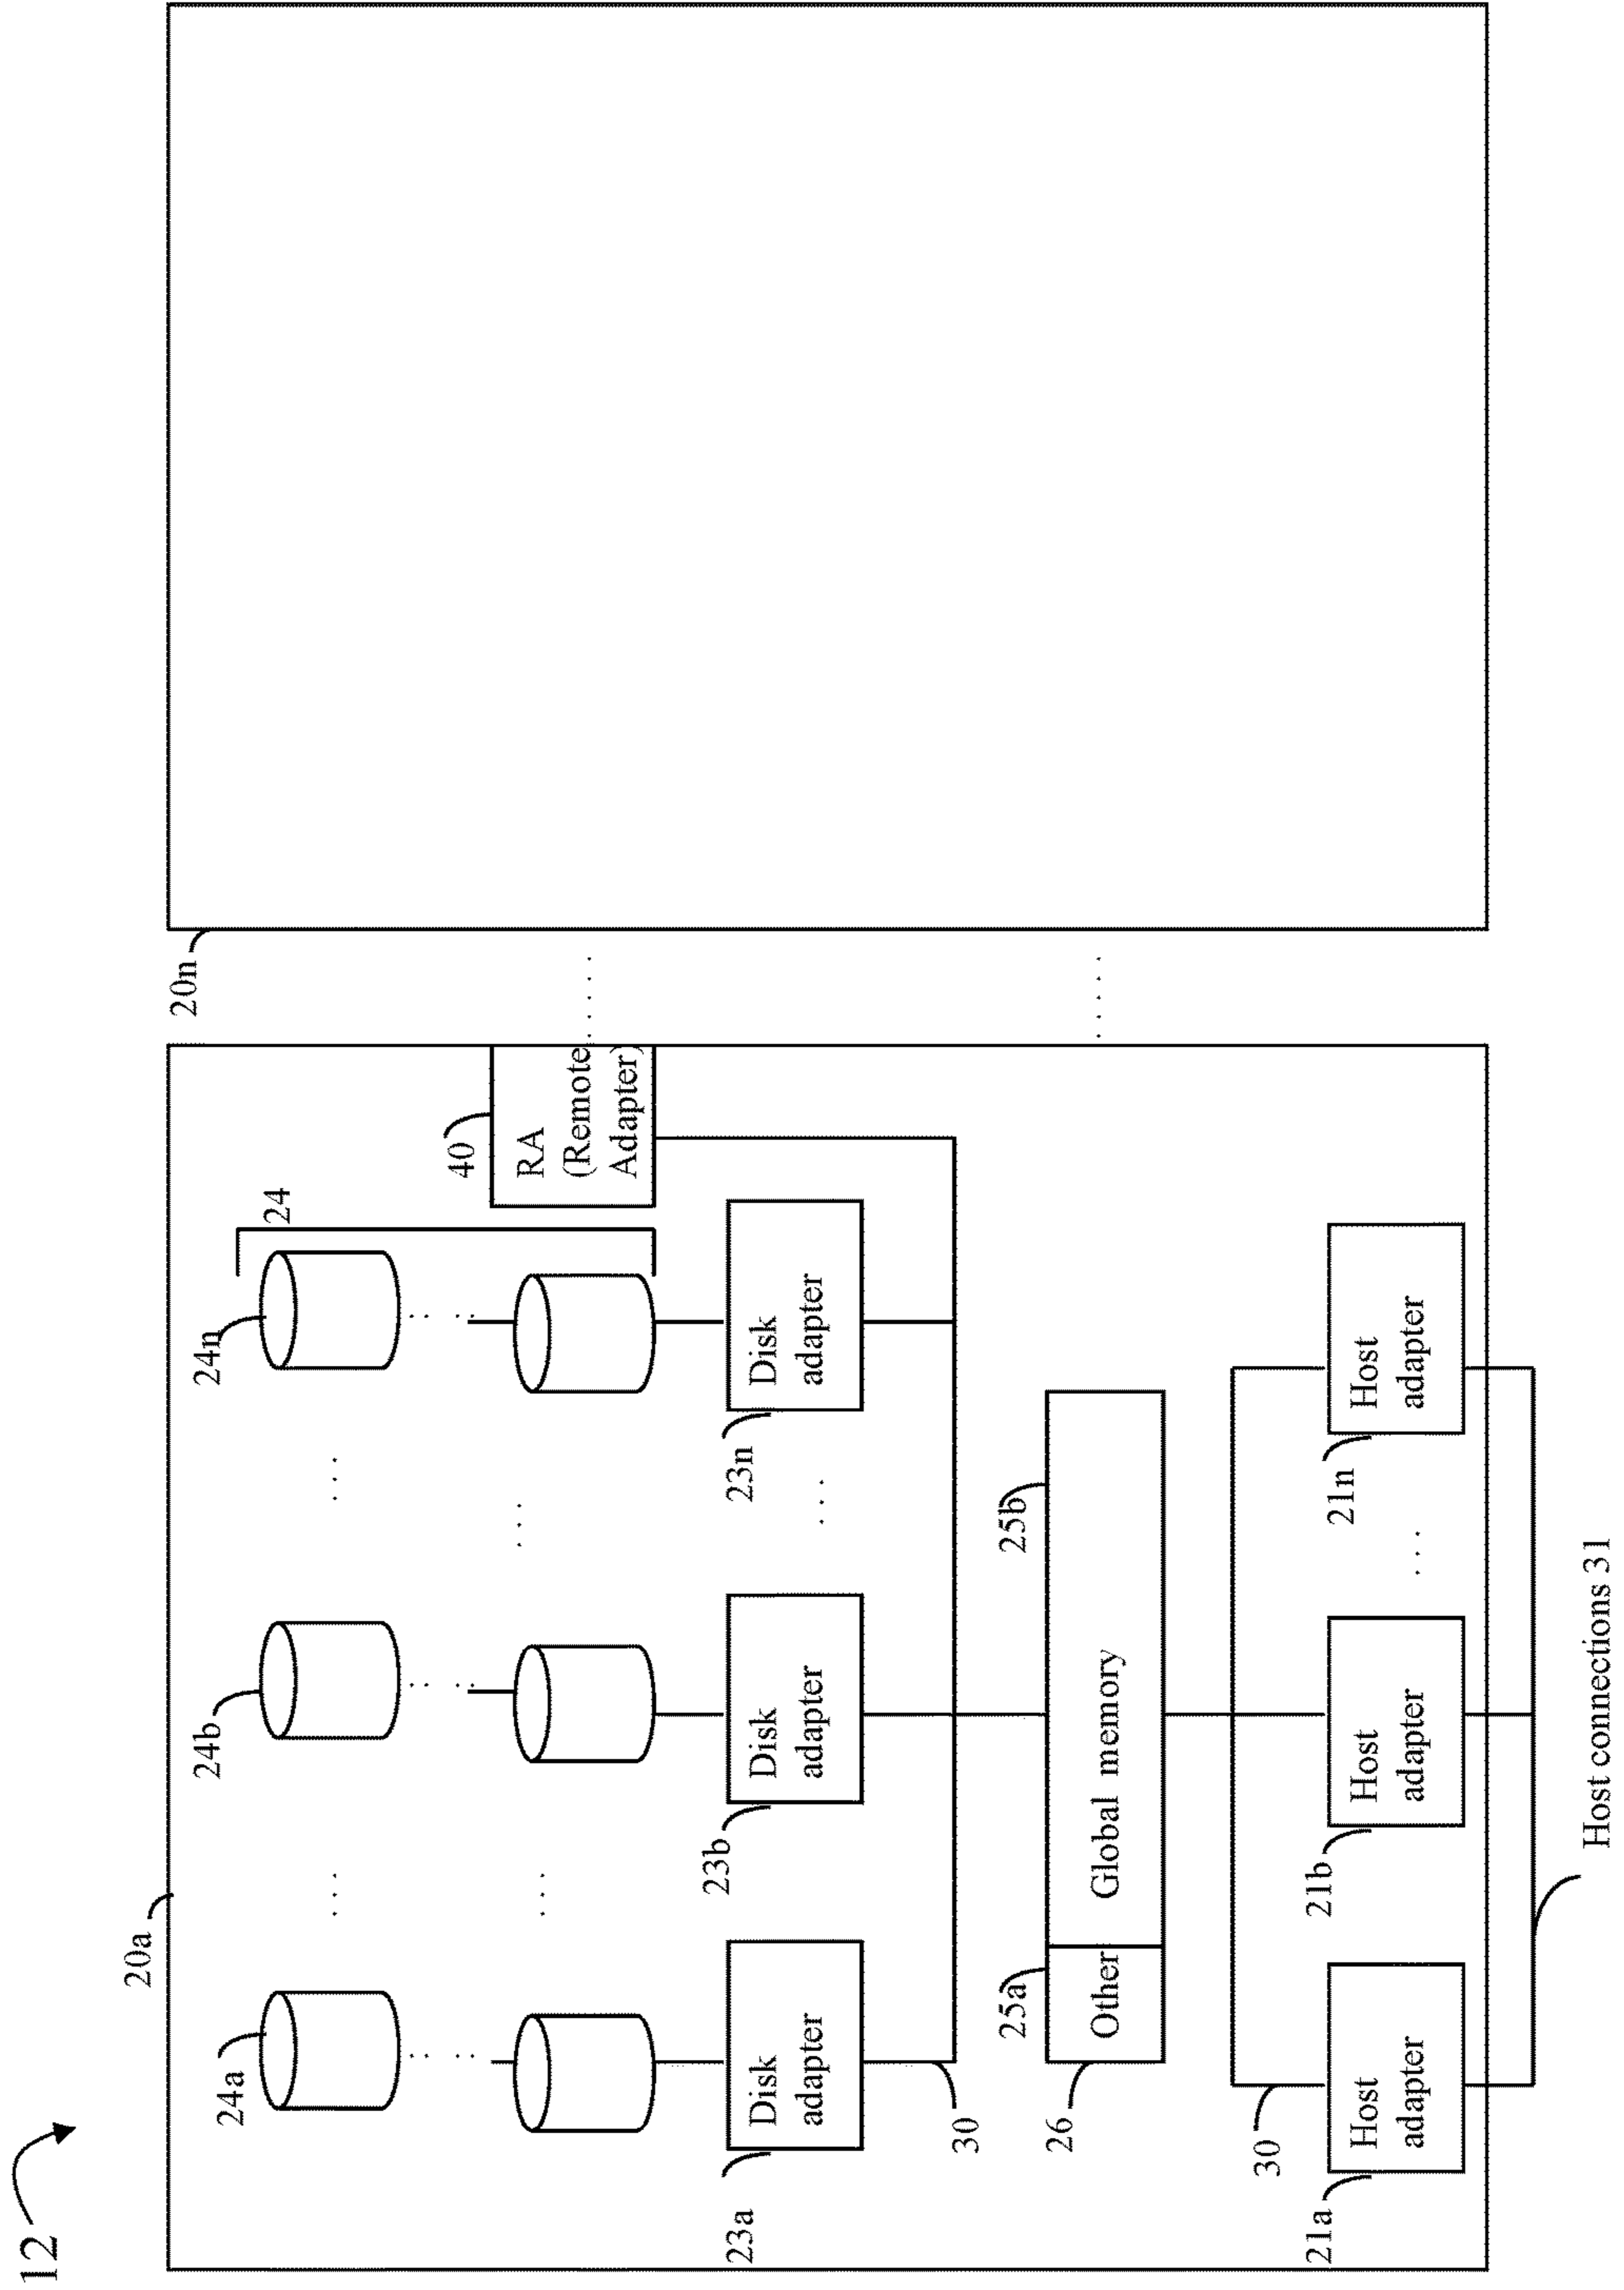 12
20a
20n
24a
24b
24n
24
40
RA
(Remote
Adapter)
. . . . .
. . .
. . .
. . .
. . .
23a
Disk
adapter
23b
Disk
adapter
. . .
23n
Disk
adapter
30
25a
25b
. . . . .
26
Other
Global memory
30
21a
Host
adapter
21b
Host
adapter
. . .
21n
Host
adapter
Host connections 31